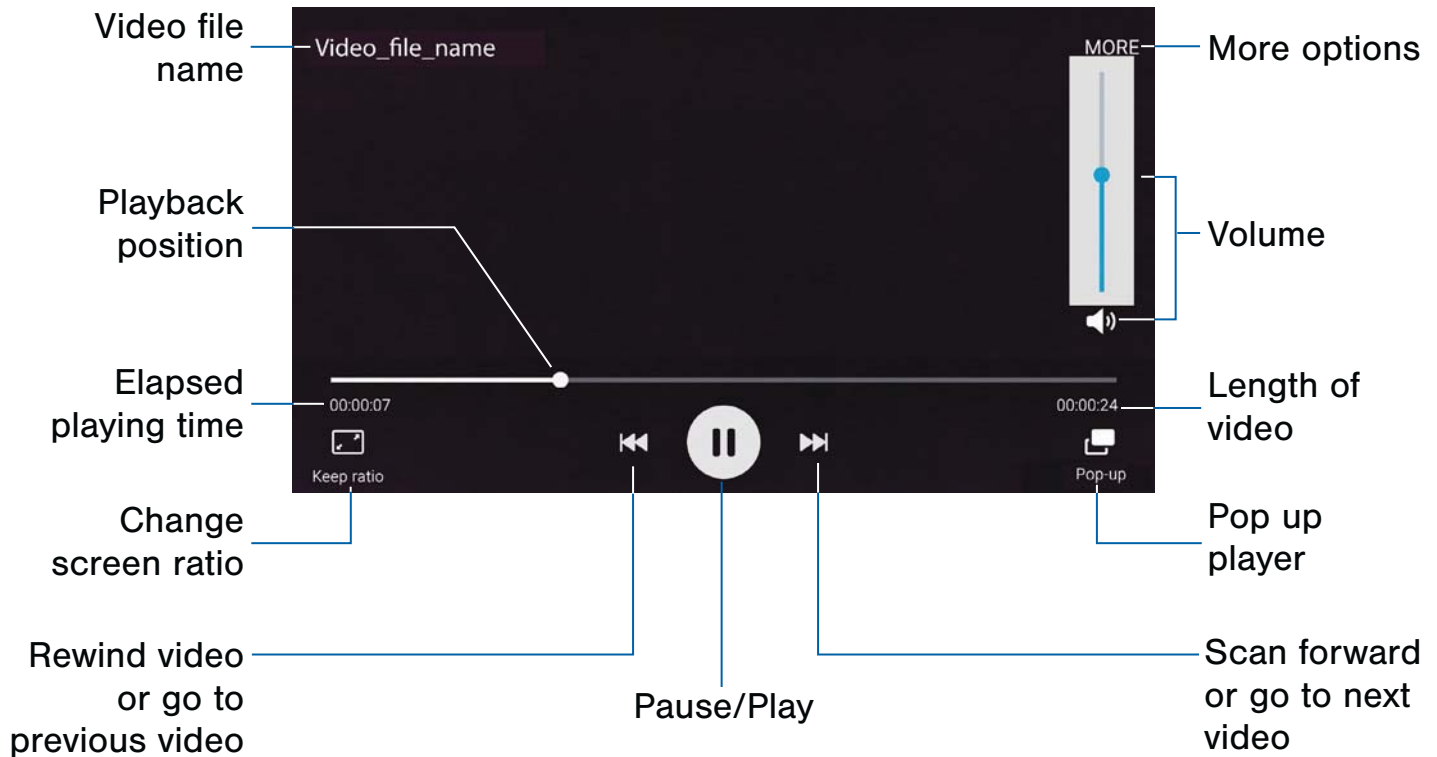 Video file
name
Video_file_name
MORE
More options
Playback
position
Volume
Elapsed
playing time
00:00:07
00:00:24
Length of
video
Keep ratio
Pop-up
Change
screen ratio
Pop up
player
Rewind video
or go to
previous video
Pause/Play
Scan forward
or go to next
video